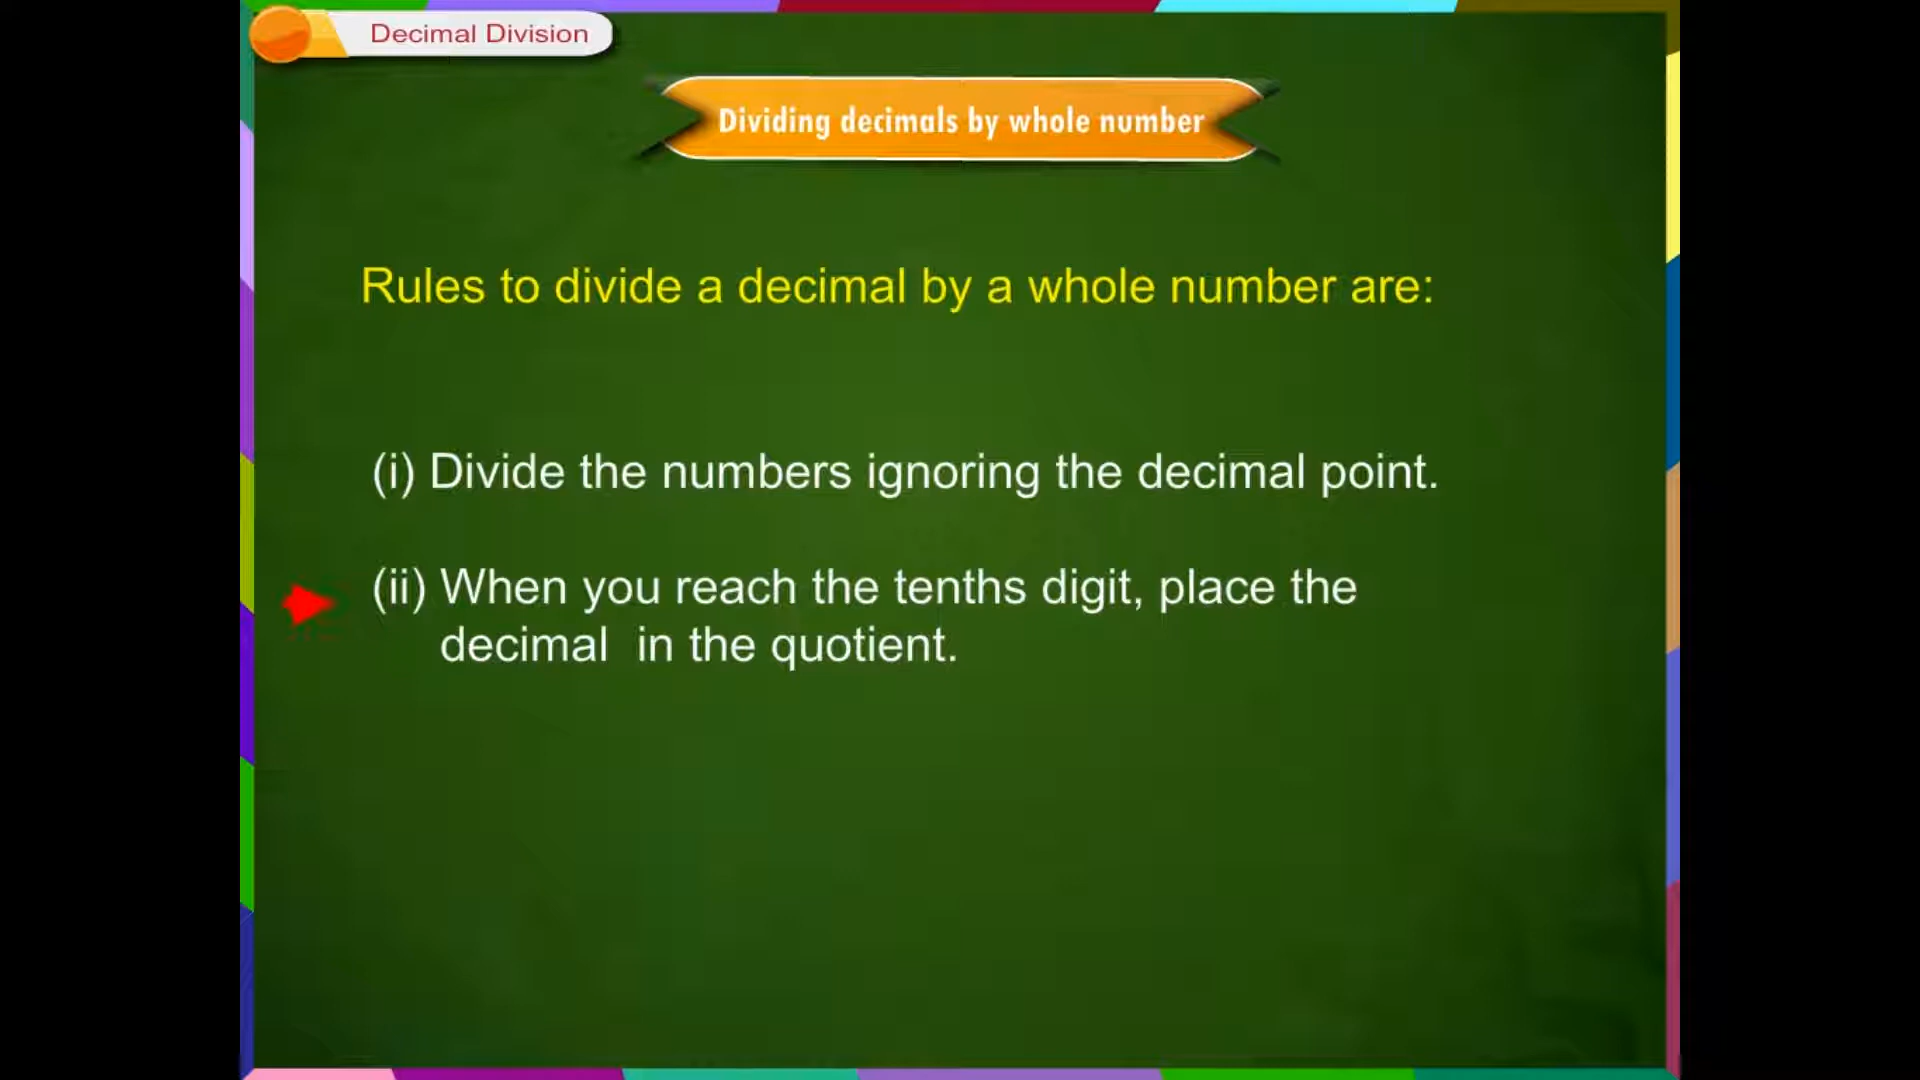 Decimal Division
Dividing decimals by whole number
Rules to divide a decimal by a whole number are:
(i) Divide the numbers ignoring the decimal point.
(ii) When you reach the tenths digit, place the
decimal  in the quotient.